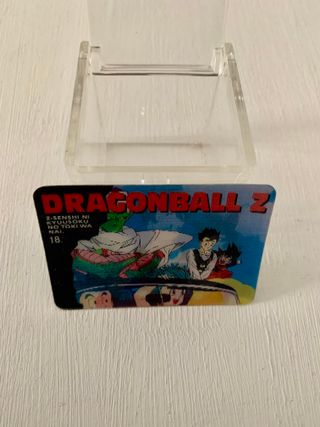 DRAGONBALL Z
Z-SENSHI NI
KYUUSOKU
NO TOKI WA
NAI.
18.